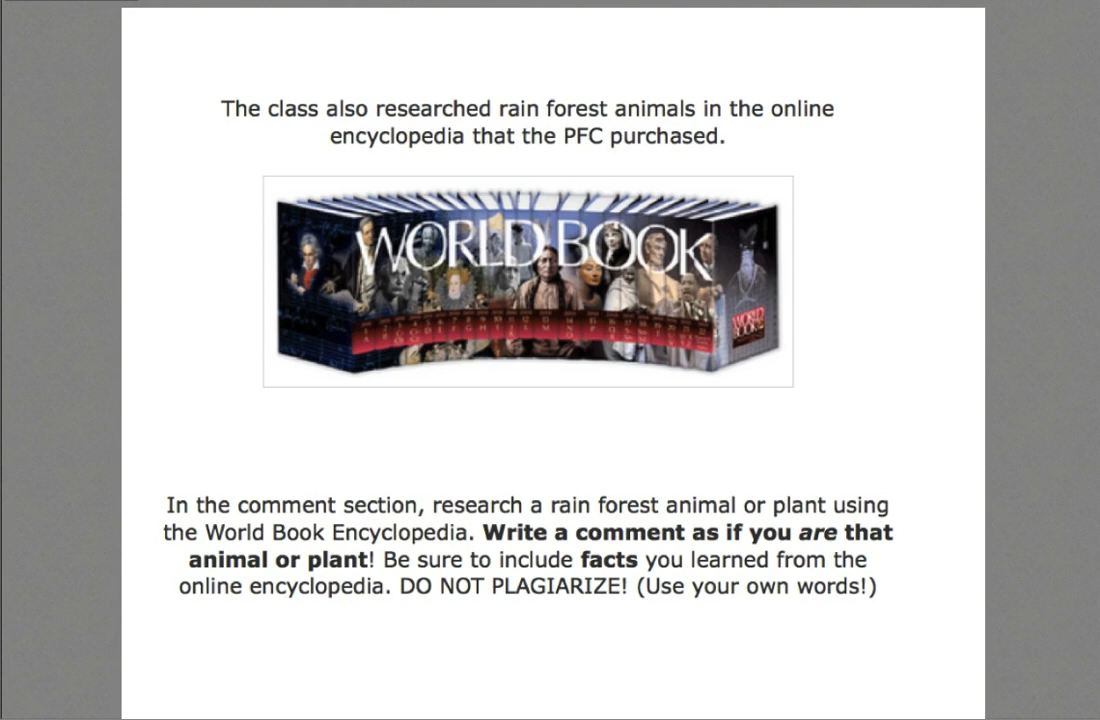 The class also researched rain forest animals in the online
encyclopedia that the PFC purchased.
WORLD BOOK
WORLD
BOOK
In the comment section, research a rain forest animal or plant using
the World Book Encyclopedia. Write a comment as if you are that
animal or plant! Be sure to include facts you learned from the
online encyclopedia. DO NOT PLAGIARIZE! (Use your own words!)